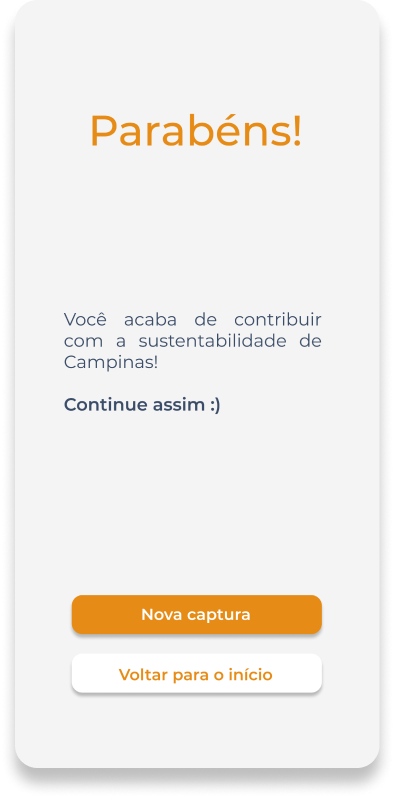 Parabéns!
Você acaba de contribuir
com a sustentabilidade de
Campinas!
Continue assim :)
Nova captura
Voltar para o início